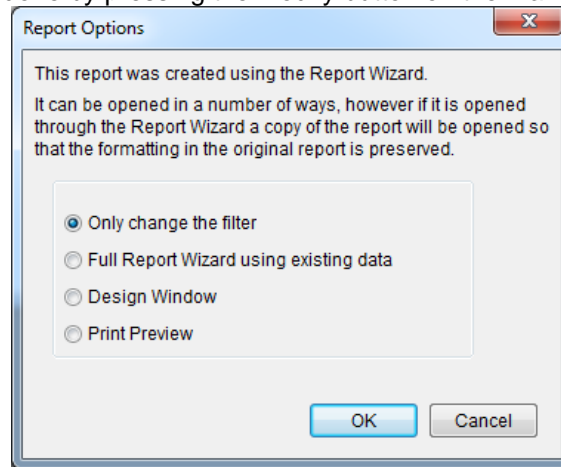 Report Options
This report was created using the Report Wizard.
It can be opened in a number of ways, however if it is opened
through the Report Wizard a copy of the report will be opened so
that the formatting in the original report is preserved.
Only change the filter
Full Report Wizard using existing data
Design Window
Print Preview
OK Cancel